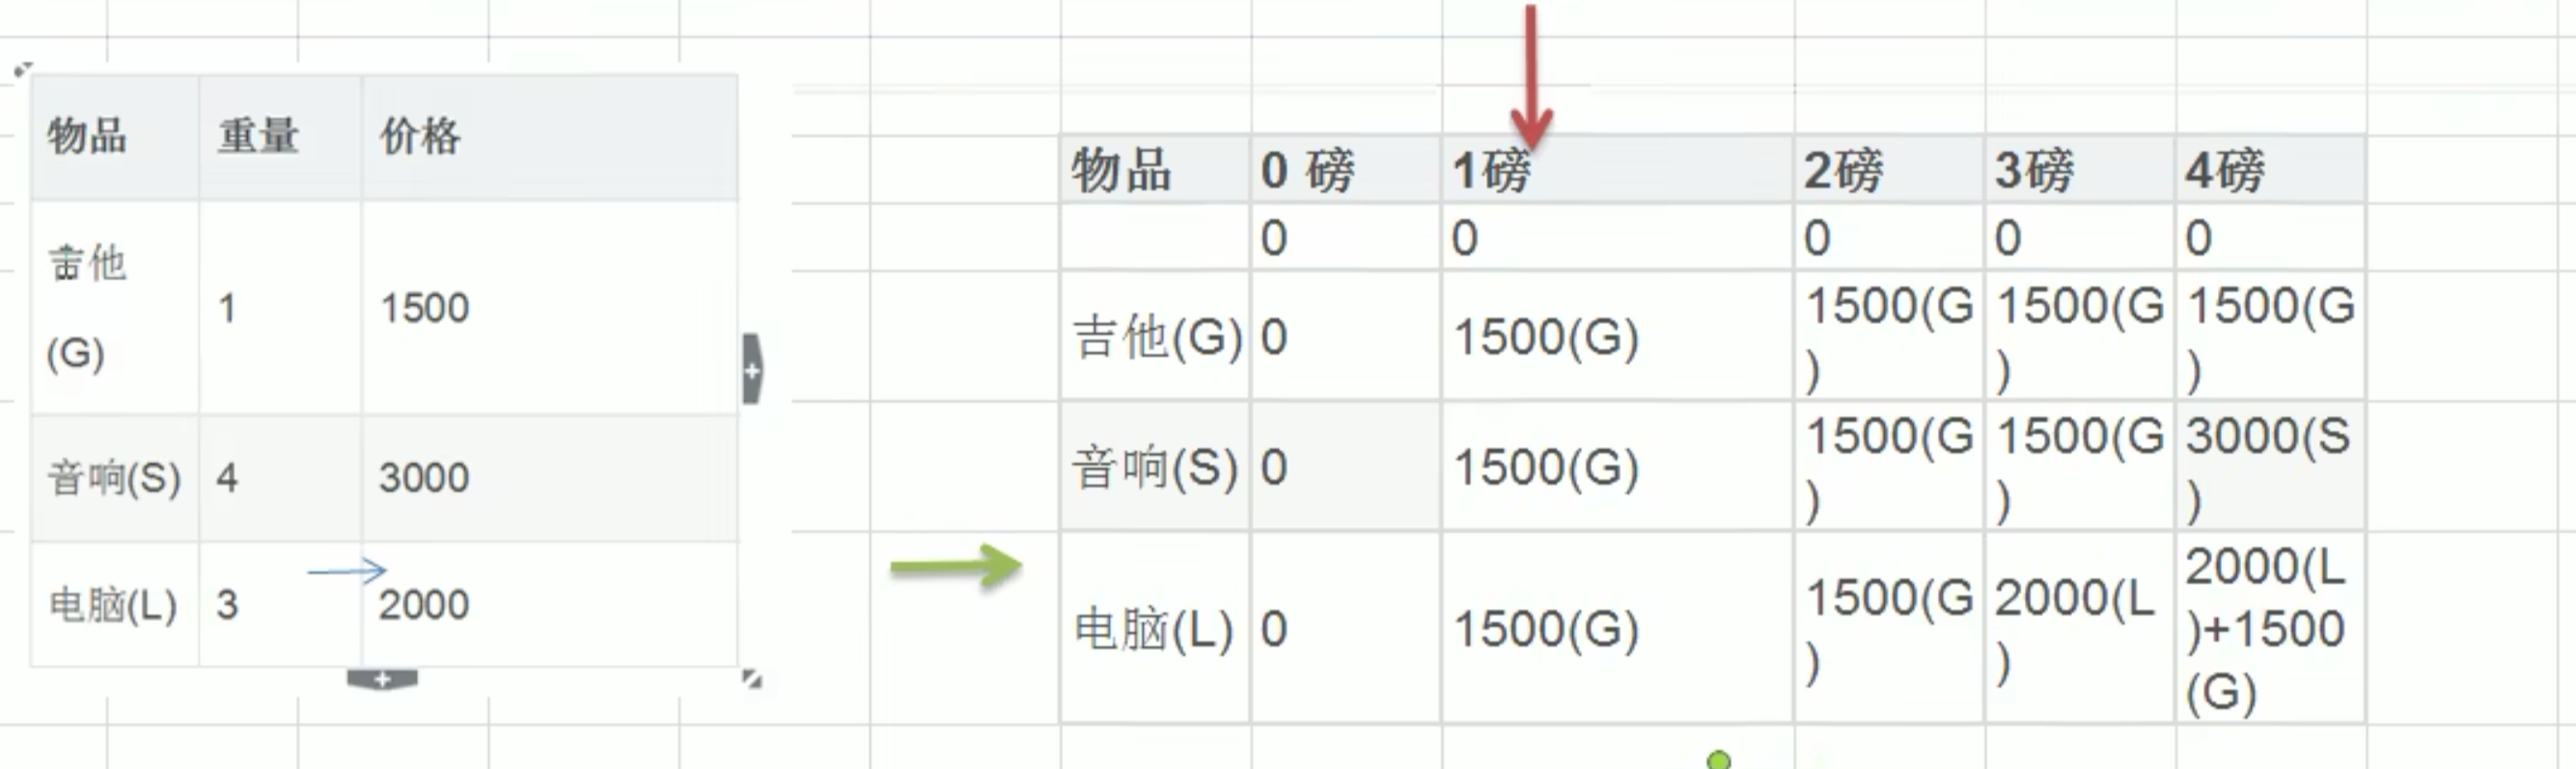 物品 重量 价格
吉他
(G)
1 1500
音响(S) 4 3000
电脑(L) 3 2000
物品 0 磅 1磅 2磅 3磅 4磅
0 0 0 0 0
吉他(G) 0 1500(G) 1500(G) 1500(G) 1500(G)
音响(S) 0 1500(G) 1500(G) 1500(G) 3000(S)
电脑(L) 0 1500(G) 1500(G) 2000(L) 2000(L)+1500(G)